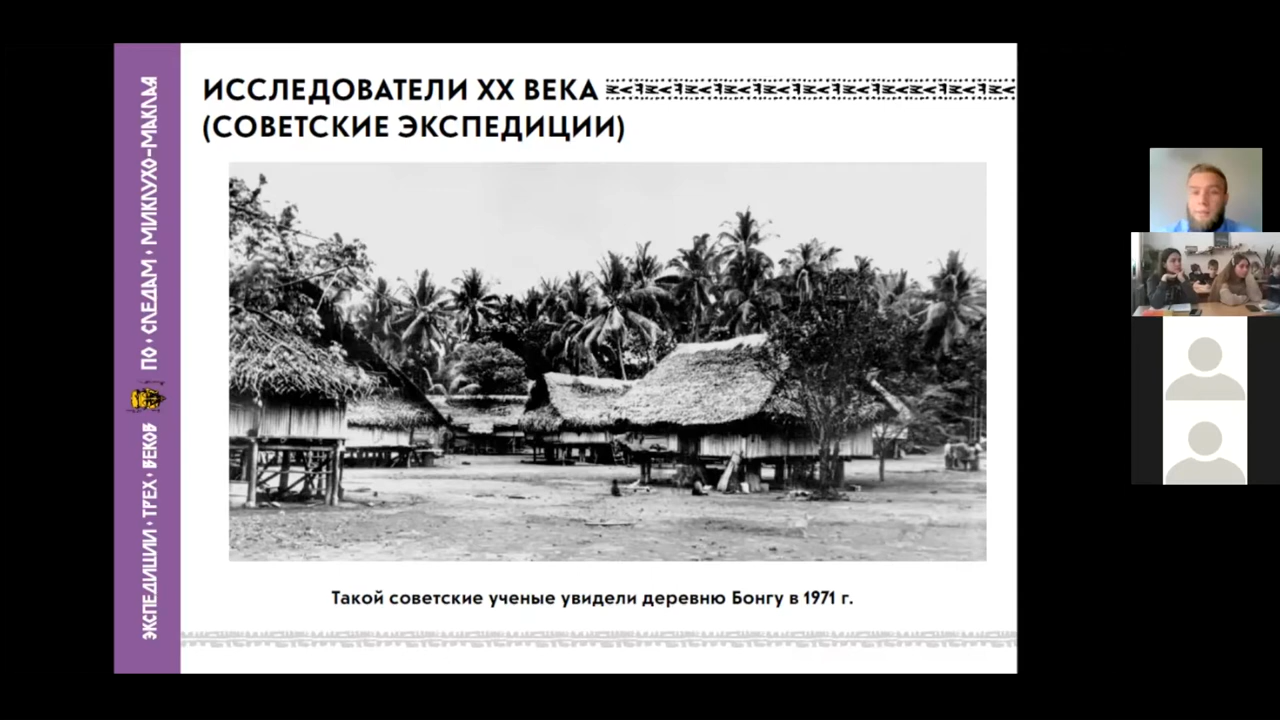 ИССЛЕДОВАТЕЛИ XX ВЕКА
(СОВЕТСКИЕ ЭКСПЕДИЦИИ)
ЭКСПЕДИЦИИ • ТРЕХ • ВЕКОВ
ПО • СЛЕДАМ • МИКЛУХО-МАКЛАЯ
Такой советские ученые увидели деревню Бонгу в 1971 г.